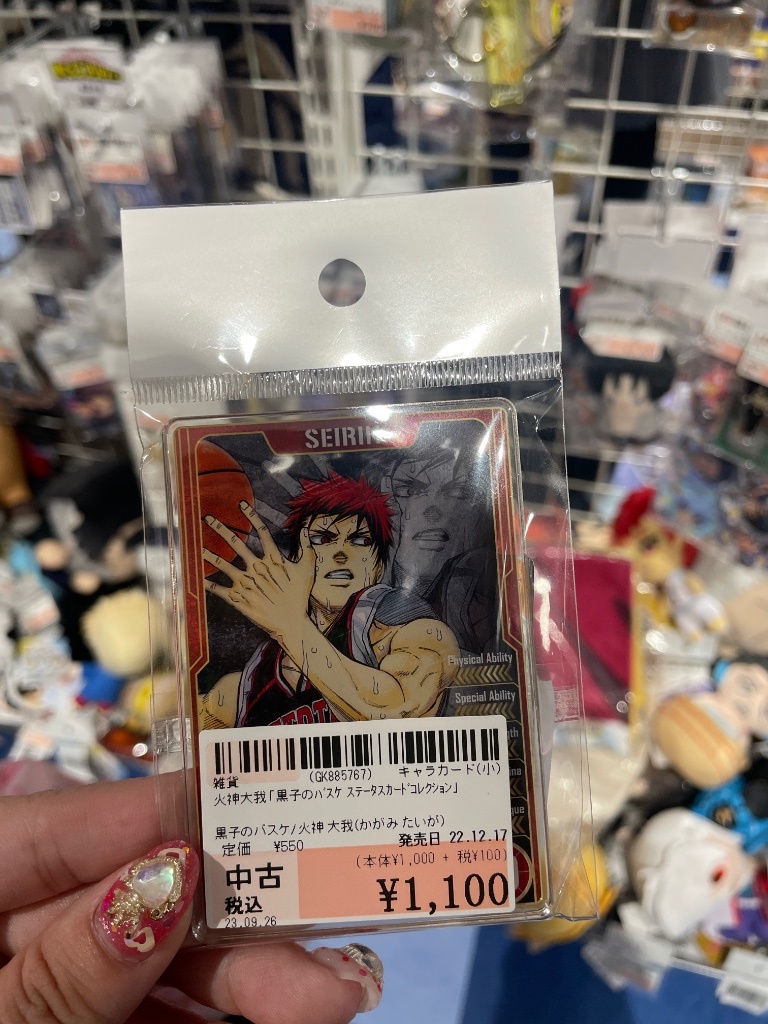 Physical Ability
Special Ability
雑貨 (GK885767) キャラカード(小)
火神大我「黒子のバスケ ステータスカードコレクション」
黒子のバスケ/火神 大我(かがみ たいが)
定価 ¥550 発売日 22.12.17
(本体¥1,000 + 税¥100)
中古
税込 ¥1,100
23.09.26